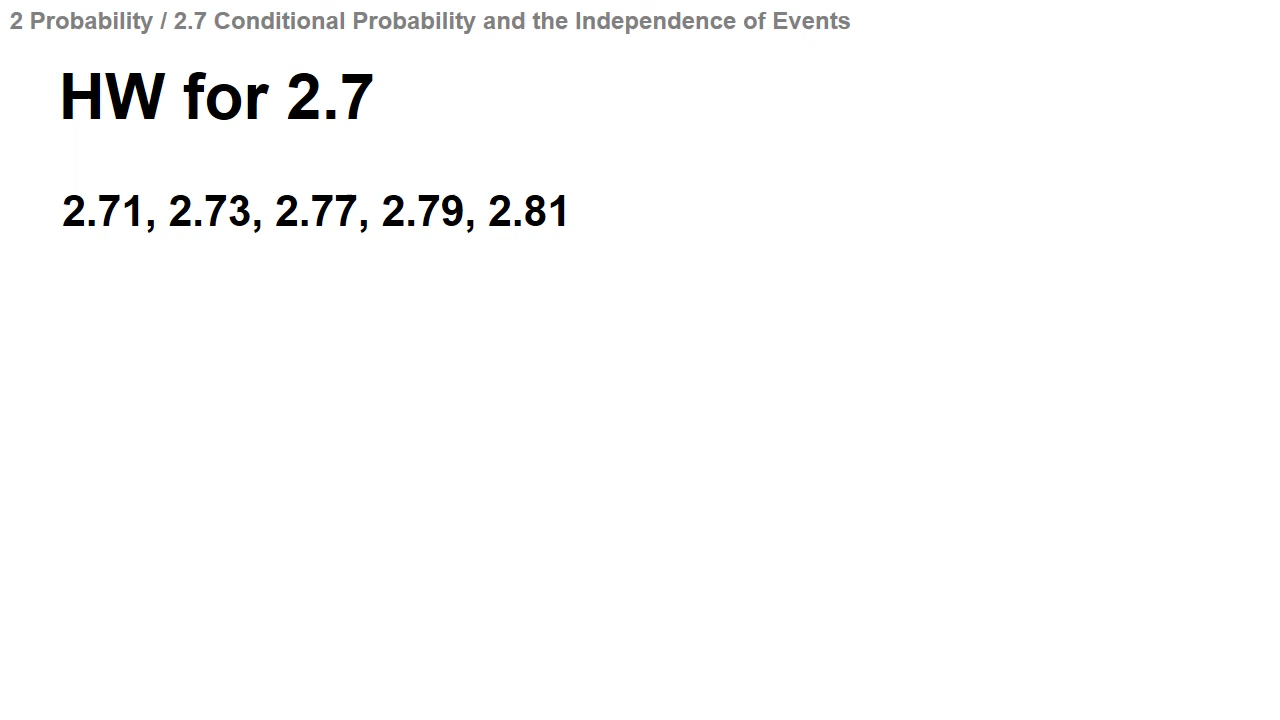 2 Probability / 2.7 Conditional Probability and the Independence of Events
HW for 2.7
2.71, 2.73, 2.77, 2.79, 2.81